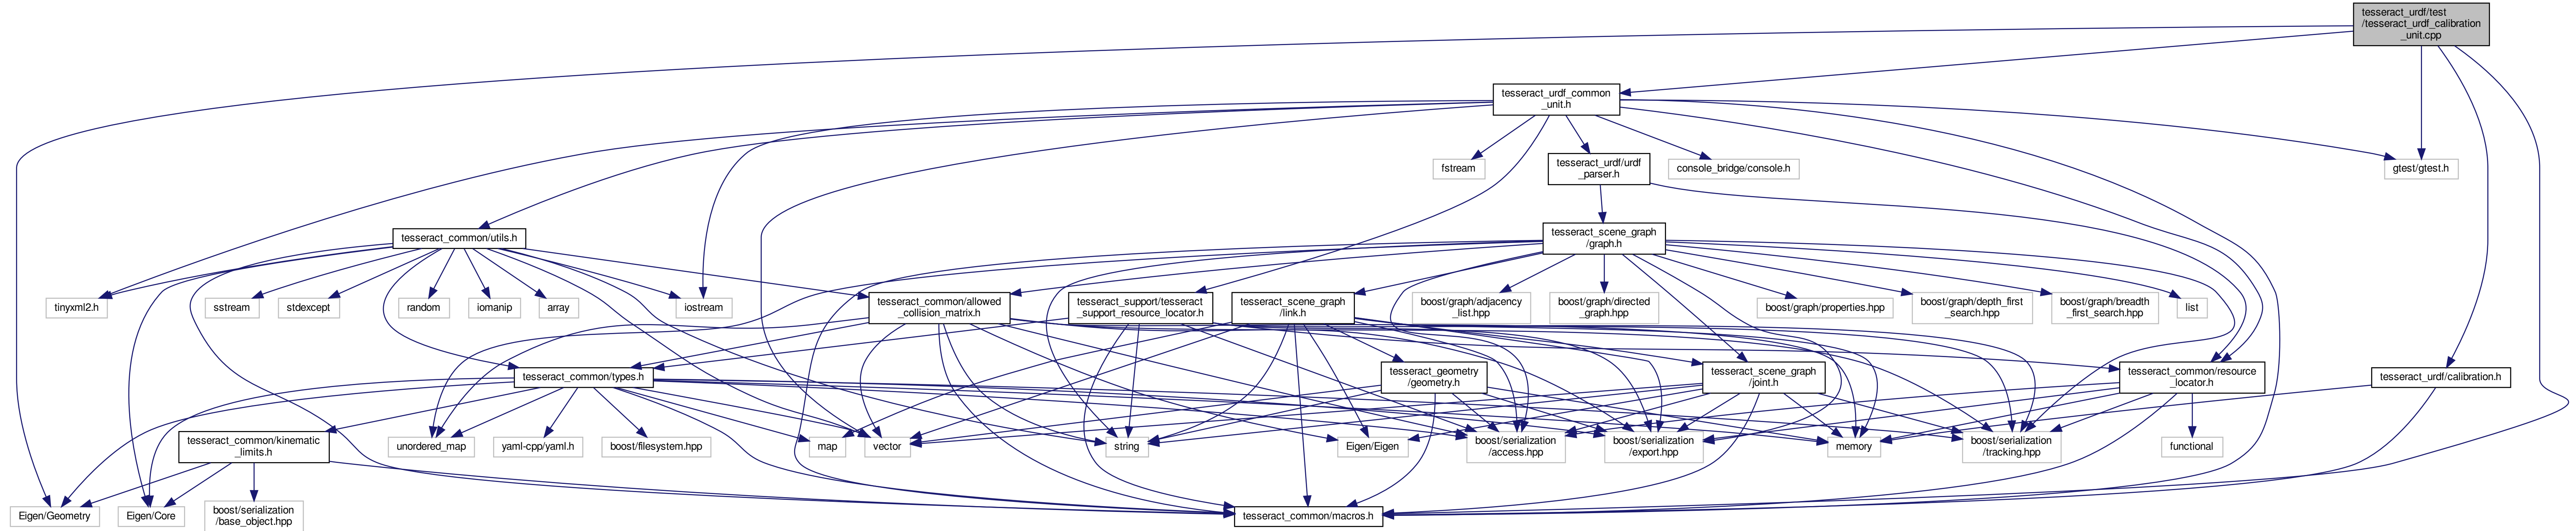 tesseract_urdf/test
/tesseract_urdf_calibration
_unit.cpp
tesseract_urdf_common
_unit.h
fstream
tesseract_urdf/urdf
_parser.h
console_bridge/console.h
gtest/gtest.h
tesseract_common/utils.h
tesseract_scene_graph
/graph.h
tinyxml2.h
sstream
stdexcept
random
iomanip
array
iostream
tesseract_common/allowed
_collision_matrix.h
tesseract_support/tesseract
_support_resource_locator.h
tesseract_scene_graph
/link.h
boost/graph/adjacency
_list.hpp
boost/graph/directed
_graph.hpp
boost/graph/properties.hpp
boost/graph/depth_first
_search.hpp
boost/graph/breadth
_first_search.hpp
list
tesseract_common/types.h
tesseract_geometry
/geometry.h
tesseract_scene_graph
/joint.h
tesseract_common/resource
_locator.h
tesseract_urdf/calibration.h
tesseract_common/kinematic
_limits.h
unordered_map
yaml-cpp/yaml.h
boost/filesystem.hpp
map
vector
string
Eigen/Eigen
boost/serialization
/access.hpp
boost/serialization
/export.hpp
memory
boost/serialization
/tracking.hpp
functional
Eigen/Geometry
Eigen/Core
boost/serialization
/base_object.hpp
tesseract_common/macros.h